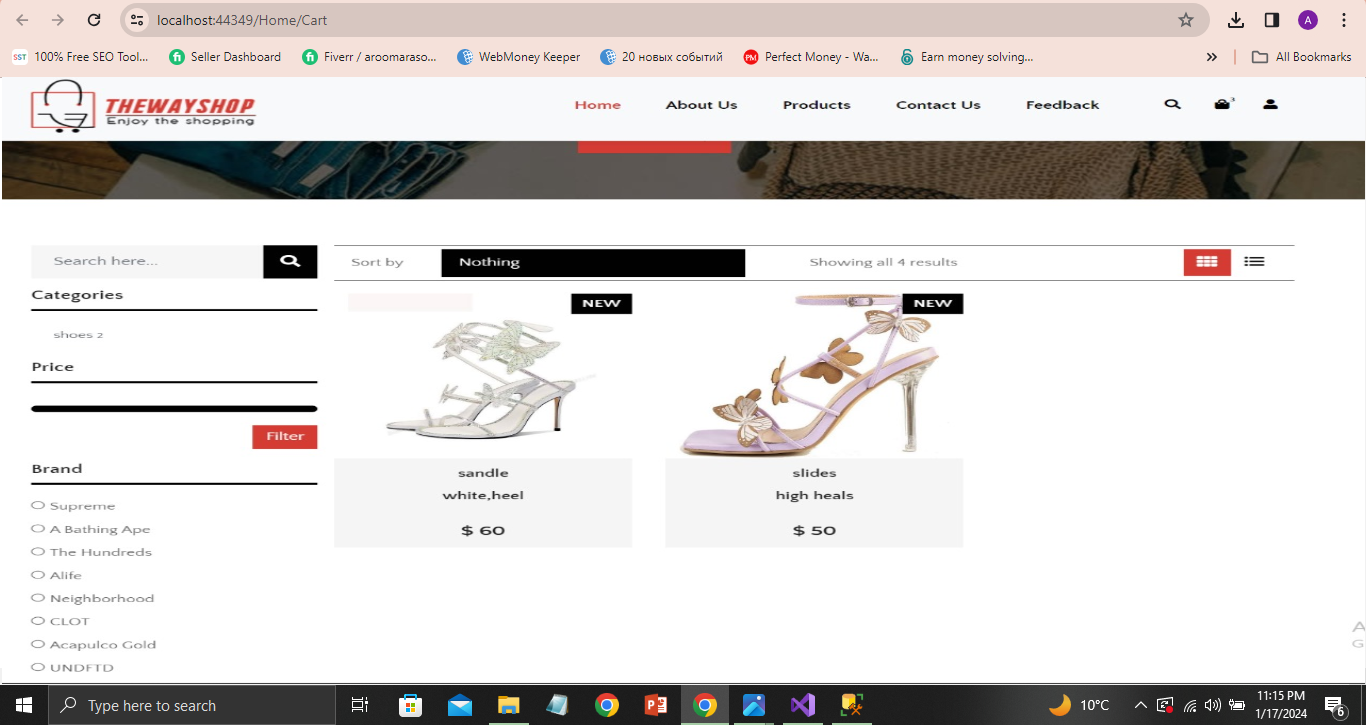 localhost:44349/Home/Cart
A
SST 100% Free SEO Tool...
fi Seller Dashboard
fi Fiverr / aroomaraso...
WebMoney Keeper
20 новых событий
PM Perfect Money - Wa...
Earn money solving...
» All Bookmarks
THEWAYSHOP
Enjoy the shopping
Home About Us Products Contact Us Feedback 3
Search here...
Sort by Nothing Showing all 4 results
Categories
shoes 2
Price
Filter
Brand
Supreme
A Bathing Ape
The Hundreds
Alife
Neighborhood
CLOT
Acapulco Gold
UNDFTD
NEW
sandle
white,heel
$ 60
NEW
slides
high heals
$ 50
A
G
Type here to search
10°C
11:15 PM
1/17/2024
6